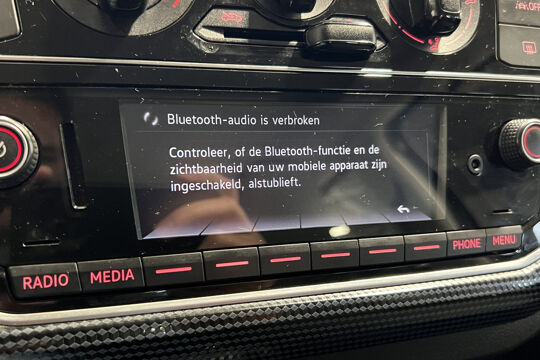 OFF
Bluetooth-audio is verbroken
Controleer, of de Bluetooth-functie en de
zichtbaarheid van uw mobiele apparaat zijn
ingeschakeld, alstublieft.
RADIO MEDIA PHONE MENU